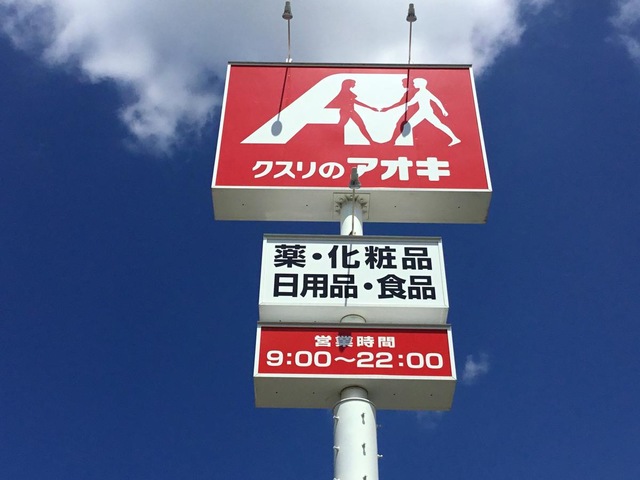 クスリのアオキ
薬・化粧品
日用品・食品
営業時間
9:00〜22:00